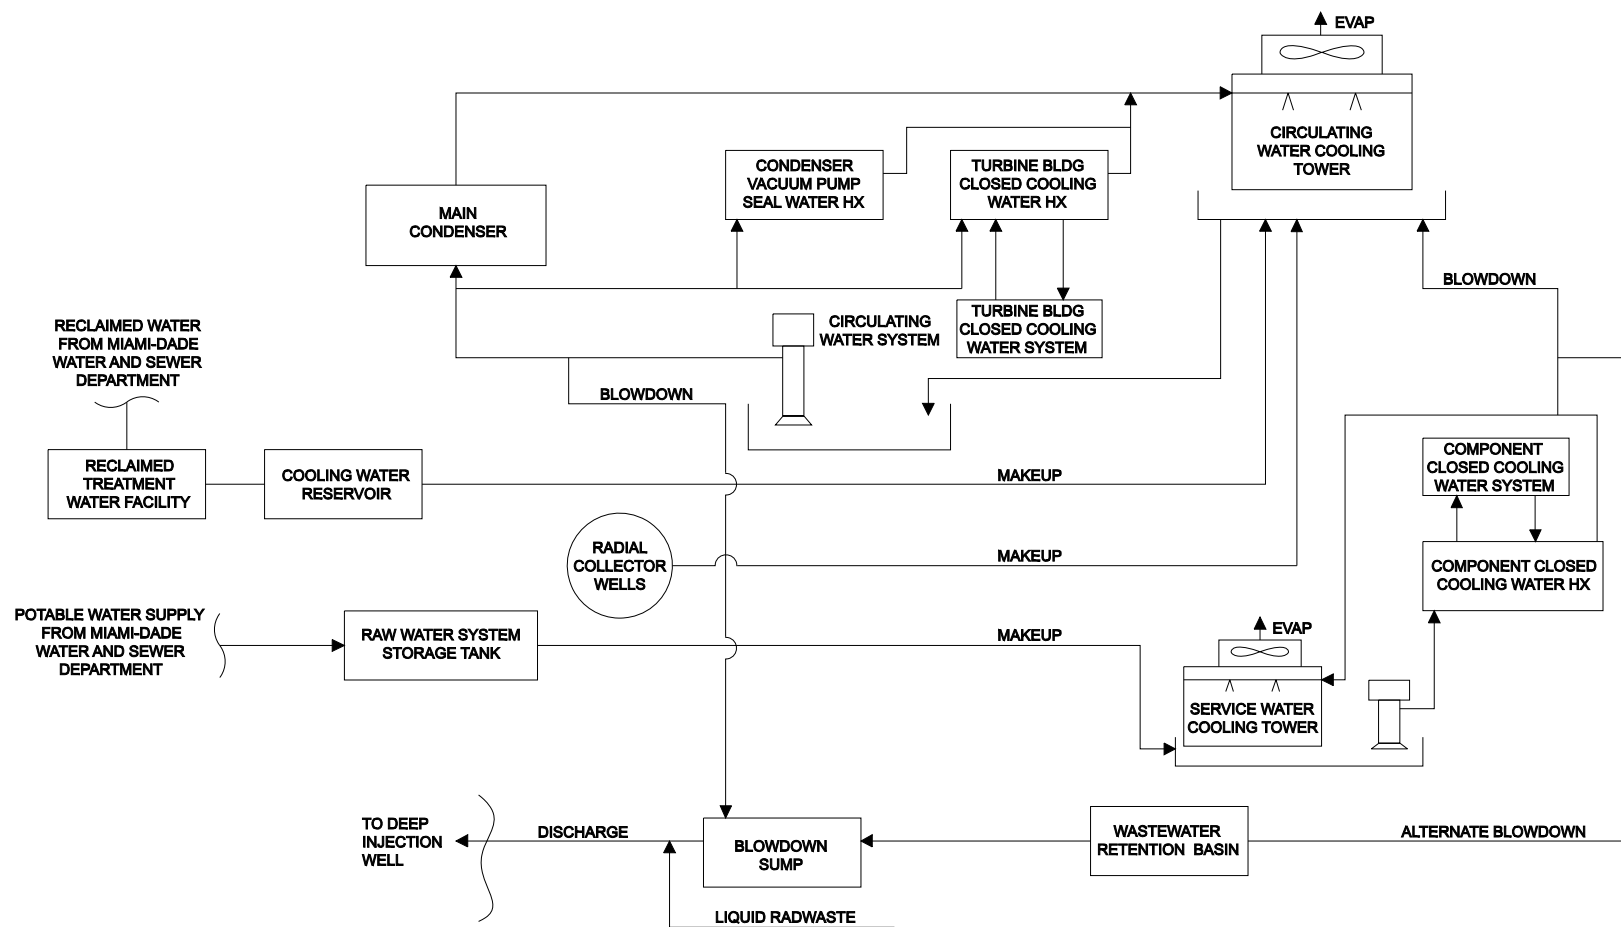 EVAP
CIRCULATING
WATER COOLING
TOWER
CONDENSER
VACUUM PUMP
SEAL WATER HX
TURBINE BLDG
CLOSED COOLING
WATER HX
MAIN
CONDENSER
BLOWDOWN
TURBINE BLDG
CLOSED COOLING
WATER SYSTEM
CIRCULATING
WATER SYSTEM
RECLAIMED WATER
FROM MIAMI-DADE
WATER AND SEWER
DEPARTMENT
BLOWDOWN
RECLAIMED
TREATMENT
WATER FACILITY
COOLING WATER
RESERVOIR
MAKEUP
COMPONENT
CLOSED COOLING
WATER SYSTEM
RADIAL
COLLECTOR
WELLS
MAKEUP
COMPONENT CLOSED
COOLING WATER HX
POTABLE WATER SUPPLY
FROM MIAMI-DADE
WATER AND SEWER
DEPARTMENT
RAW WATER SYSTEM
STORAGE TANK
MAKEUP
EVAP
SERVICE WATER
COOLING TOWER
TO DEEP
INJECTION
WELL
DISCHARGE
BLOWDOWN
SUMP
WASTEWATER
RETENTION BASIN
ALTERNATE BLOWDOWN
LIQUID RADWASTE